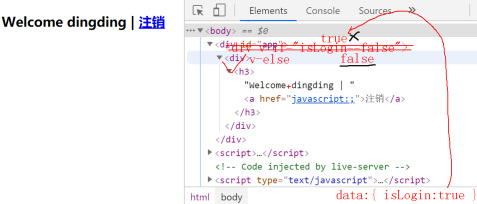 Welcome dingding | 注销
Elements
Console
Sources
»
…<body> == $0
true
<div id="app">
<div v-if="isLogin==false">
<div>
v-else
false
<h3>
"Welcome dingding | "
<a href="javascript:;">注销</a>
</h3>
</div>
</div>
<script>…</script>
<!-- Code injected by live-server -->
<script type="text/javascript">…</script>
html
body
data:{ isLogin:true }